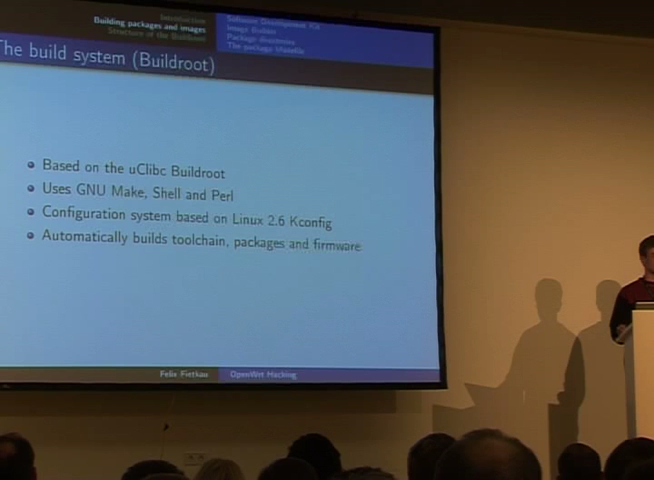 Introduction
Building packages and images
Structure of the Buildroot
Software Development Kit
Image Builder
Package directories
The package Makefile
The build system (Buildroot)
Based on the uClibc Buildroot
Uses GNU Make, Shell and Perl
Configuration system based on Linux 2.6 Kconfig
Automatically builds toolchain, packages and firmware
Felix Fietkau OpenWrt Hacking